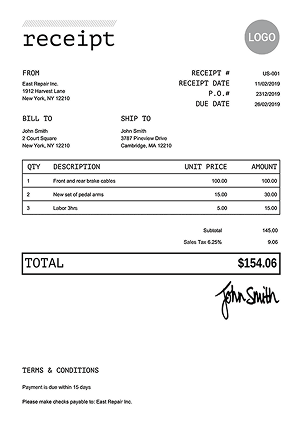 receipt
LOGO
FROM
East Repair Inc.
1912 Harvest Lane
New York, NY 12210
RECEIPT # US-001
RECEIPT DATE 11/02/2019
P.O.# 2312/2019
DUE DATE 26/02/2019
BILL TO
John Smith
2 Court Square
New York, NY 12210
SHIP TO
John Smith
3787 Pineview Drive
Cambridge, MA 12210
QTY DESCRIPTION UNIT PRICE AMOUNT
1 Front and rear brake cables 100.00 100.00
2 New set of pedal arms 15.00 30.00
3 Labor 3hrs 5.00 15.00
Subtotal 145.00
Sales Tax 6.25% 9.06
TOTAL $154.06
John Smith
TERMS & CONDITIONS
Payment is due within 15 days
Please make checks payable to: East Repair Inc.